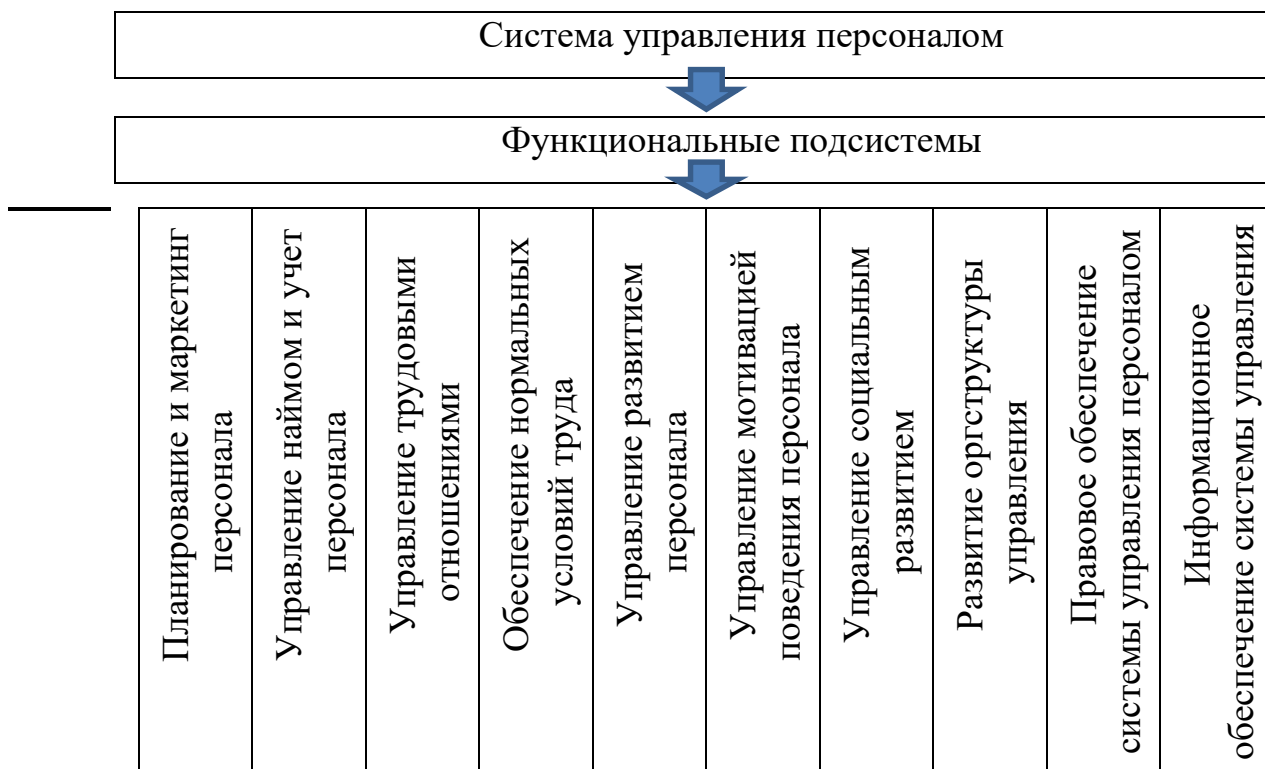 Система управления персоналом
Функциональные подсистемы
Планирование и маркетинг
персонала
Управление наймом и учет
персонала
Управление трудовыми
отношениями
Обеспечение нормальных
условий труда
Управление развитием
персонала
Управление мотивацией
поведения персонала
Управление социальным
развитием
Развитие оргструктуры
управления
Правовое обеспечение
системы управления персоналом
Информационное
обеспечение системы управления